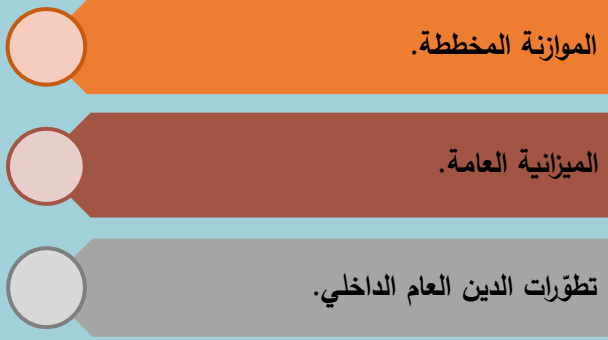 الموازنة المخططة.
الميزانية العامة.
تطوّرات الدين العام الداخلي.